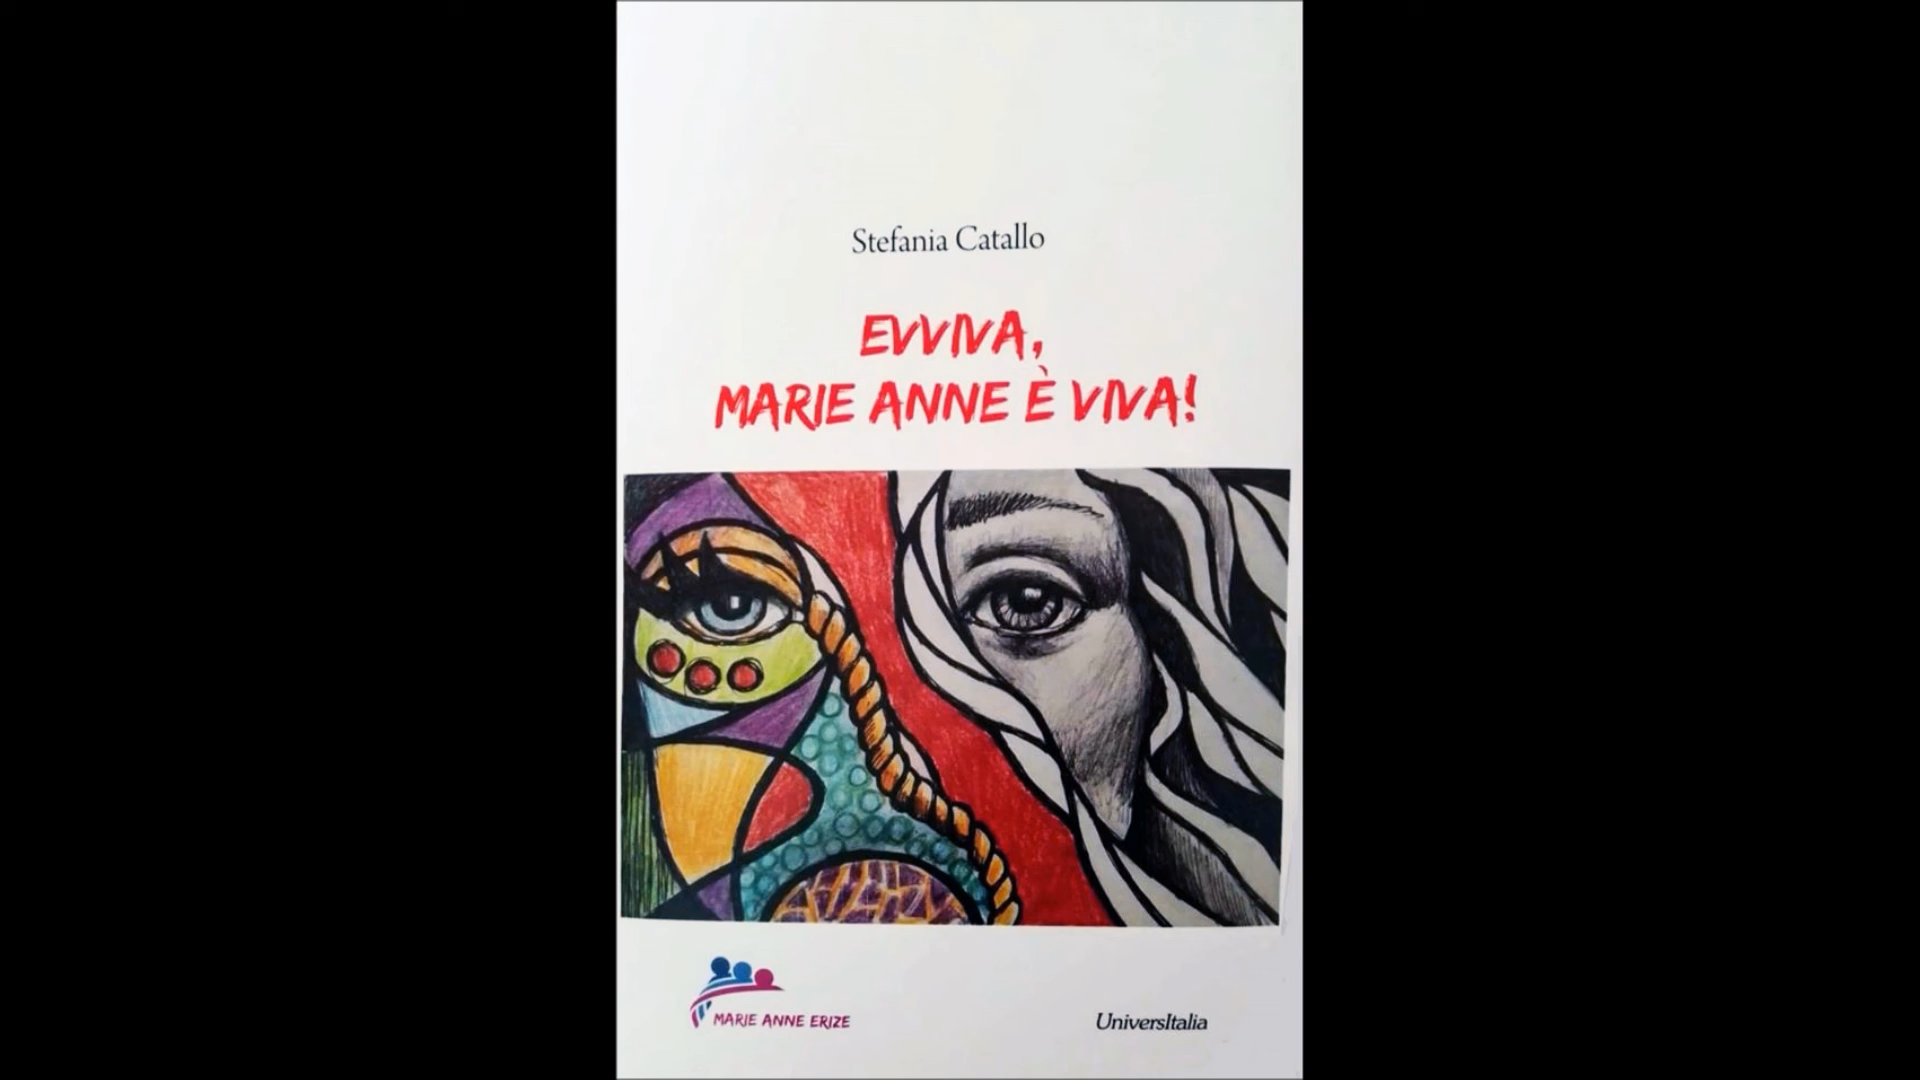 Stefania Catallo
EVVIVA,
MARIE ANNE È VIVA!
MARIE ANNE ERIZE
UniversItalia